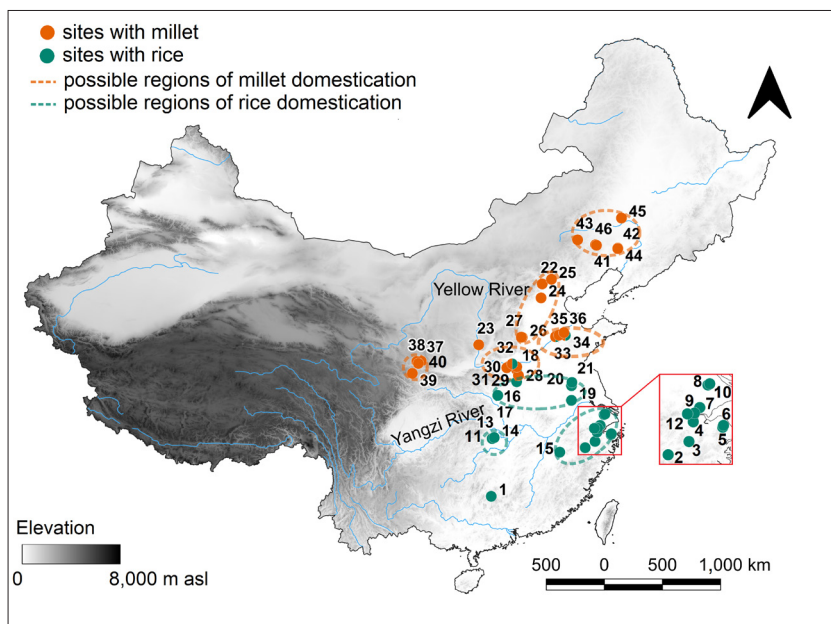 sites with millet
sites with rice
possible regions of millet domestication
possible regions of rice domestication
45
43 46 42
41 44
22 25
24
Yellow River
27 26 35 36
23 34
32 33
38 37 18
40 30 21
39 28 20
31 29
16 19
17
Yangzi River
13
11 14
15
1
8 10
9 7
12 6
4 5
3
2
Elevation
0 8,000 m asl
500 0 500 1,000 km